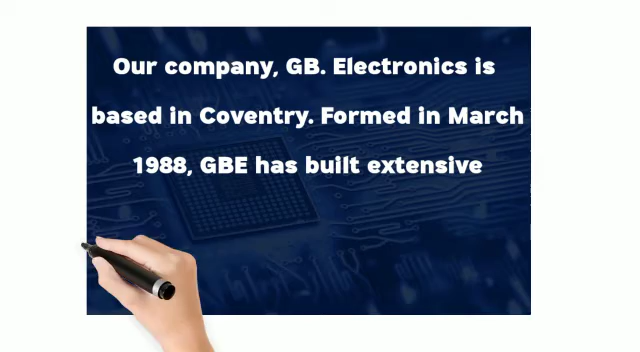 Our company, GB. Electronics is
based in Coventry. Formed in March
1988, GBE has built extensive